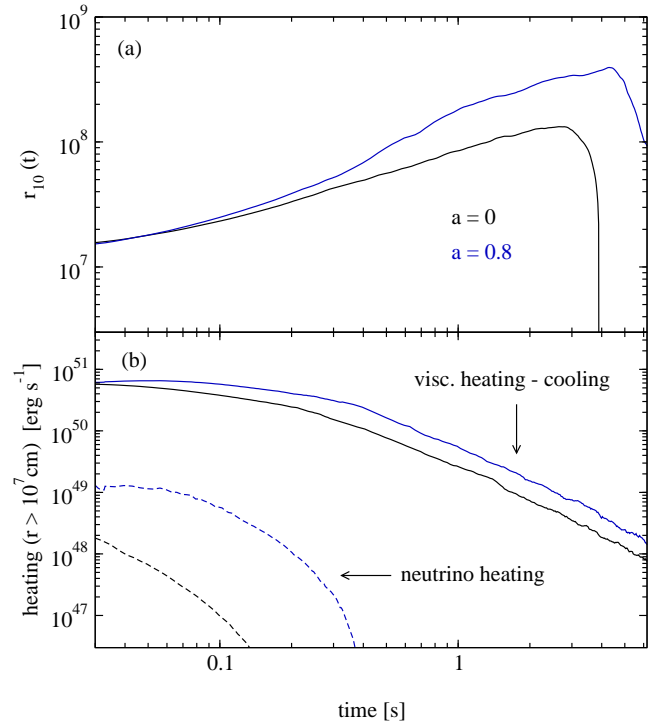 10^9
(a)
10^8
r_10(t)
a = 0
a = 0.8
10^7
(b)
10^51
visc. heating - cooling
10^50
10^49
heating (r > 10^7 cm) [erg s^-1]
10^48
neutrino heating
10^47
0.1
1
time [s]